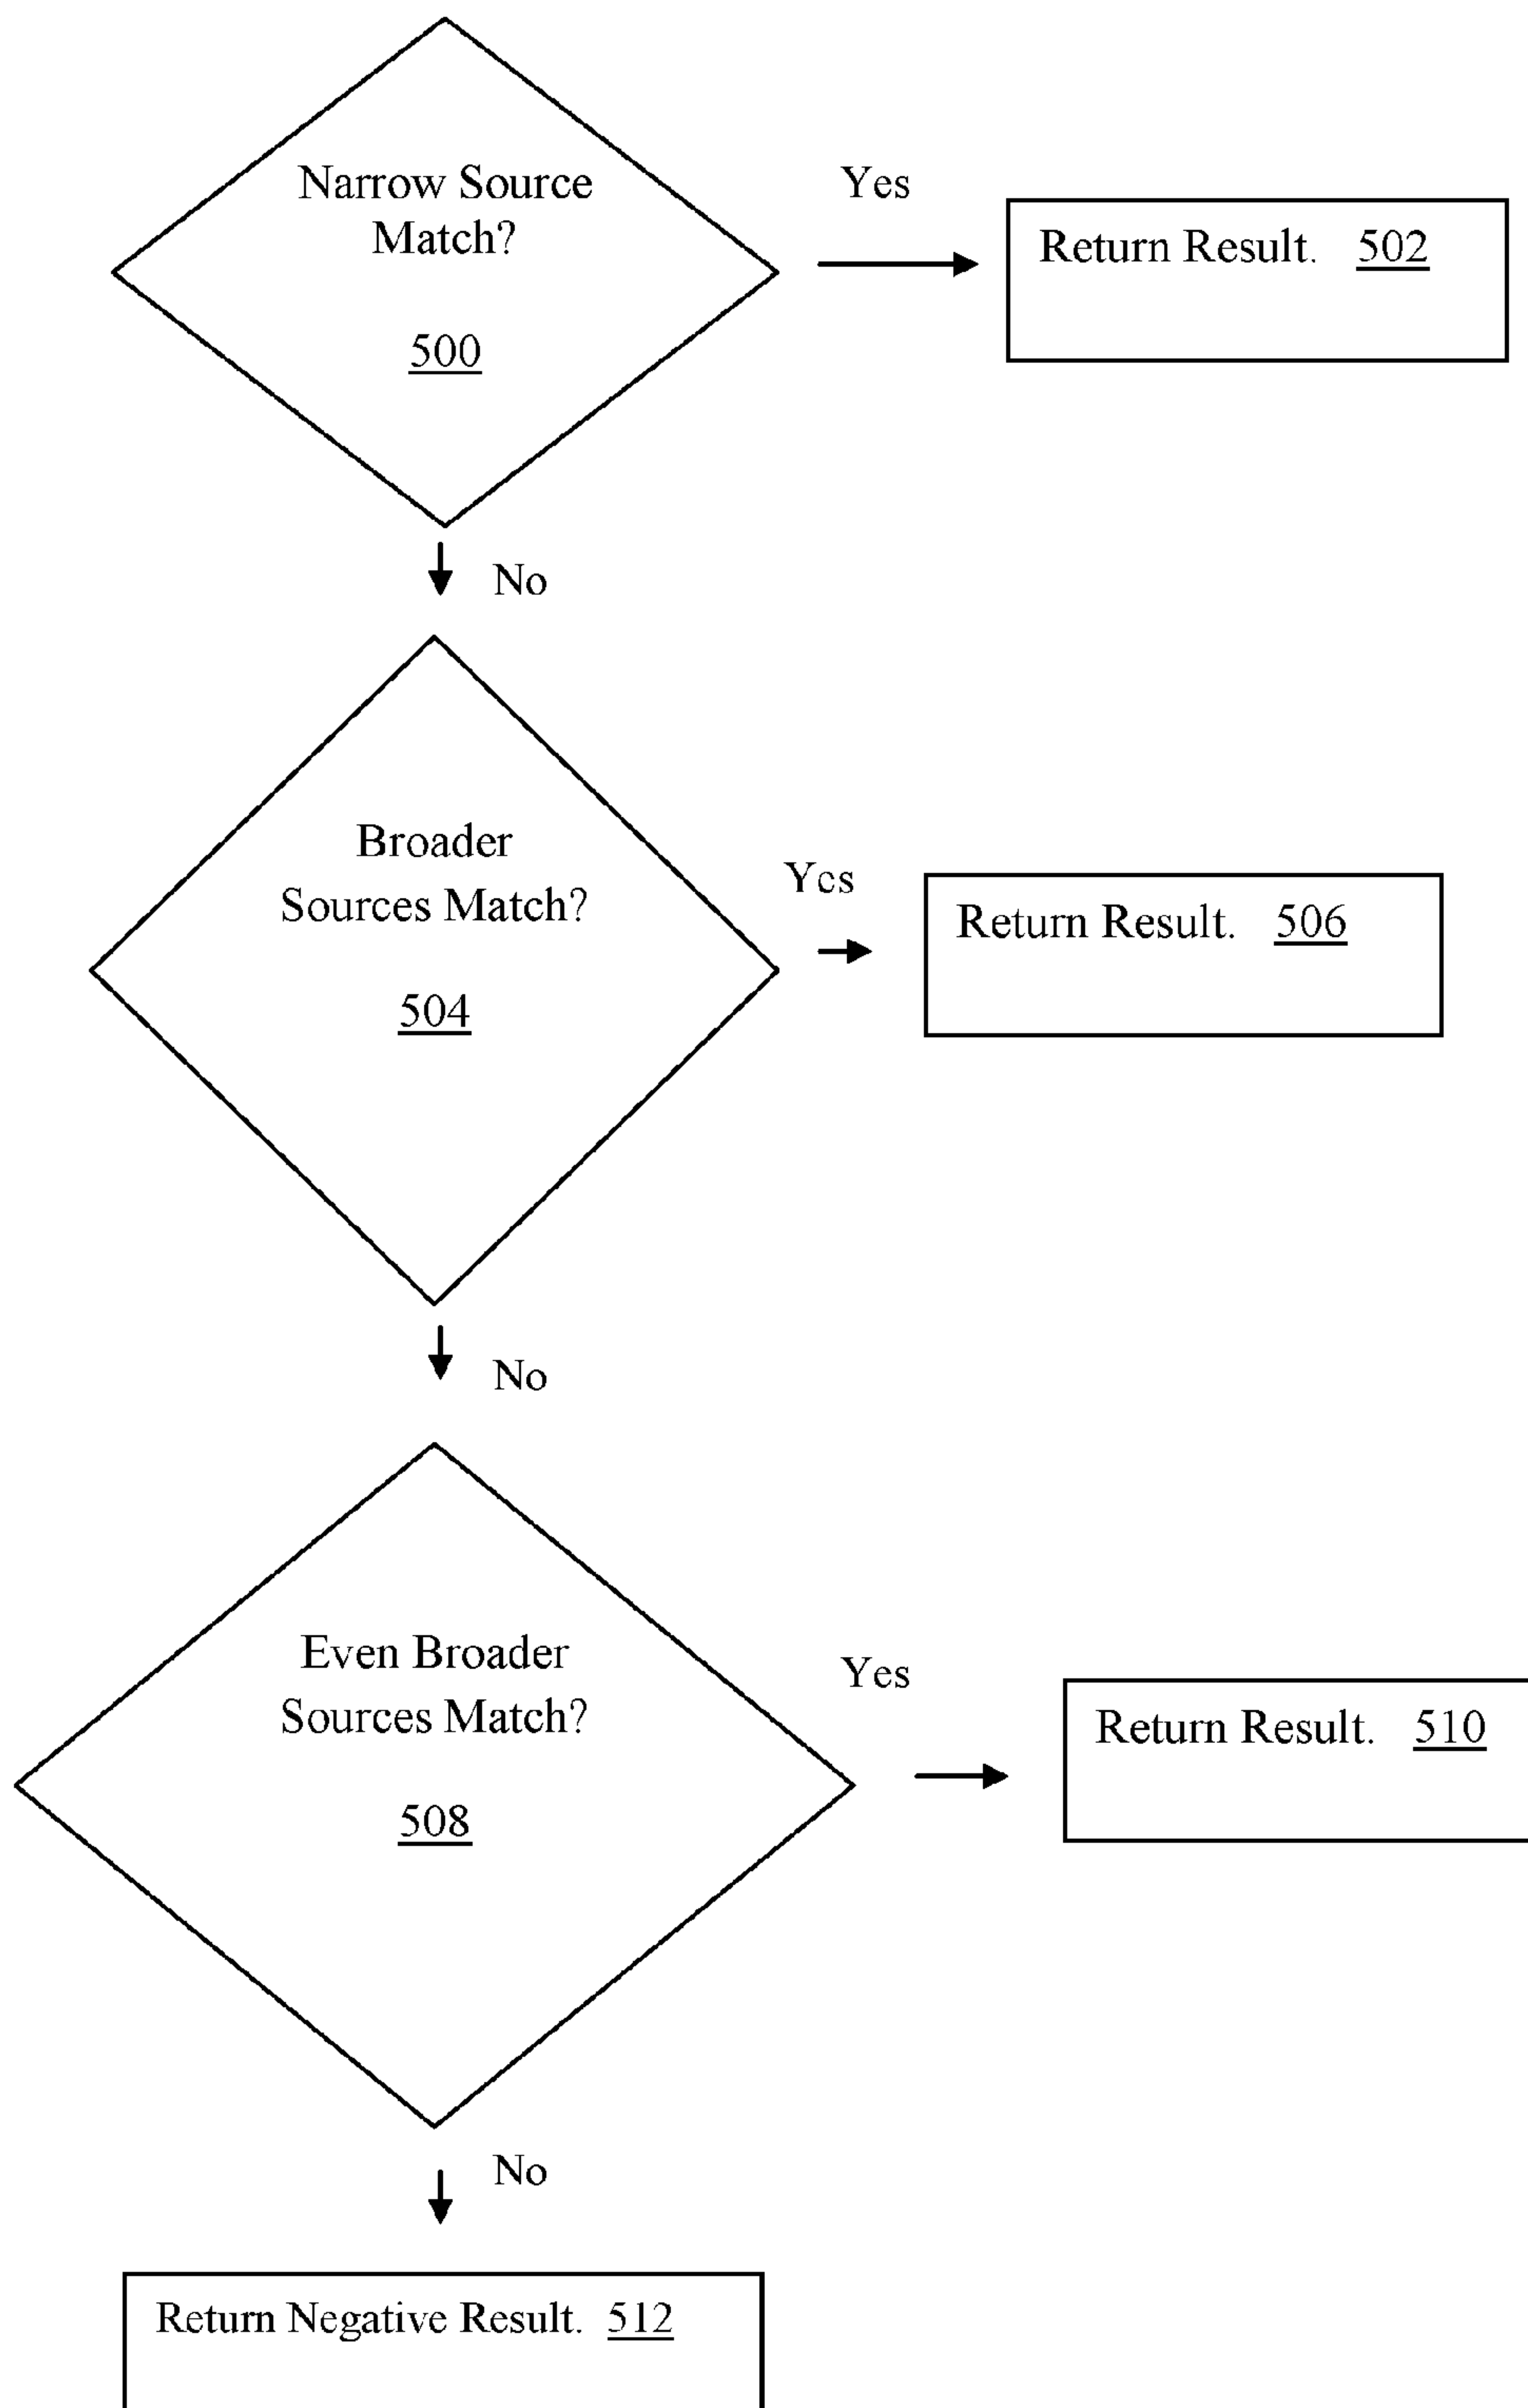 Narrow Source
Match?
500
Yes
Return Result. 502
No
Broader
Sources Match?
504
Yes
Return Result. 506
No
Even Broader
Sources Match?
508
Yes
Return Result. 510
No
Return Negative Result. 512